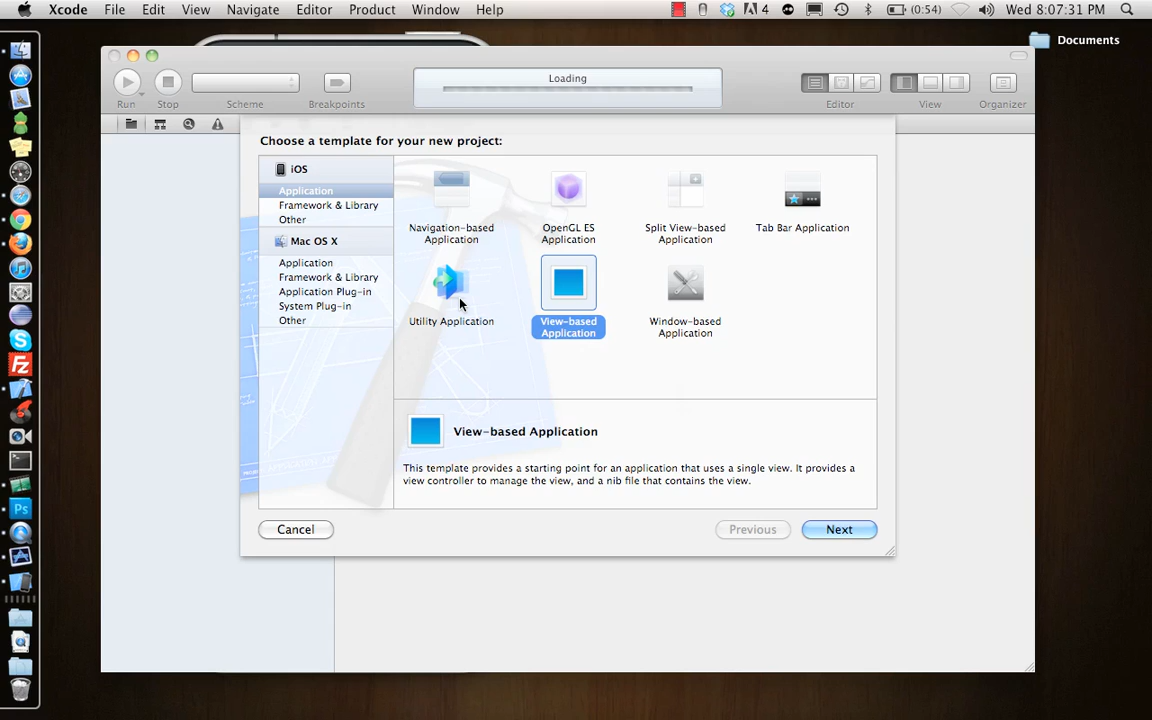 Xcode File Edit View Navigate Editor Product Window Help 4 (0:54) Wed 8:07:31 PM
Documents
Loading
Run Stop Scheme Breakpoints Editor View Organizer
Choose a template for your new project:
iOS
Application
Framework & Library
Other
Mac OS X
Application
Framework & Library
Application Plug-in
System Plug-in
Other
Navigation-based
Application
OpenGL ES
Application
Split View-based
Application
Tab Bar Application
Utility Application
View-based
Application
Window-based
Application
View-based Application
This template provides a starting point for an application that uses a single view. It provides a
view controller to manage the view, and a nib file that contains the view.
Cancel Previous Next
Fz
Ps